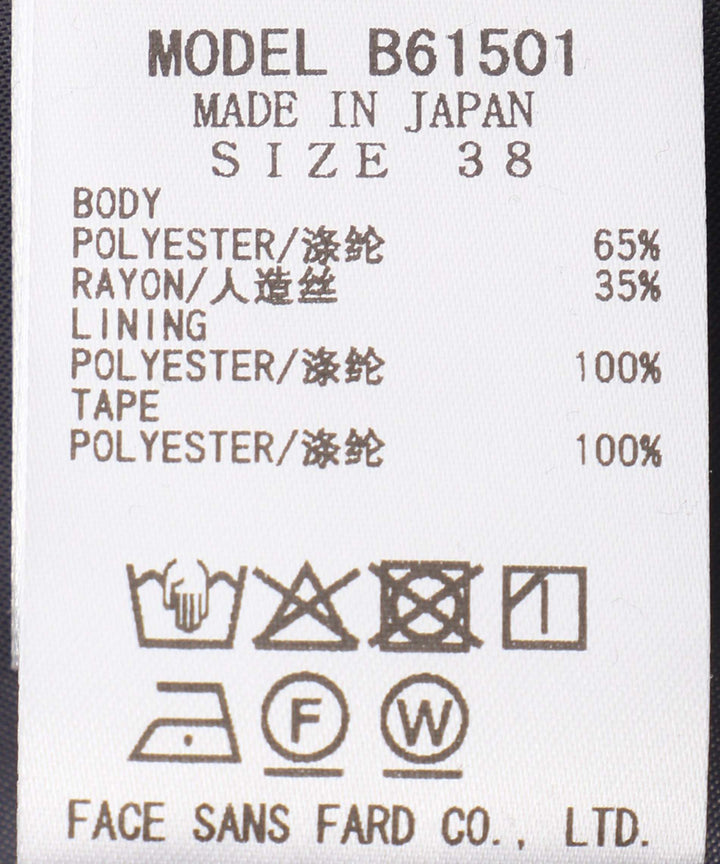 MODEL B61501
MADE IN JAPAN
SIZE 38
BODY
POLYESTER/涤纶 65%
RAYON/人造丝 35%
LINING
POLYESTER/涤纶 100%
TAPE
POLYESTER/涤纶 100%
F W
FACE SANS FARD CO., LTD.